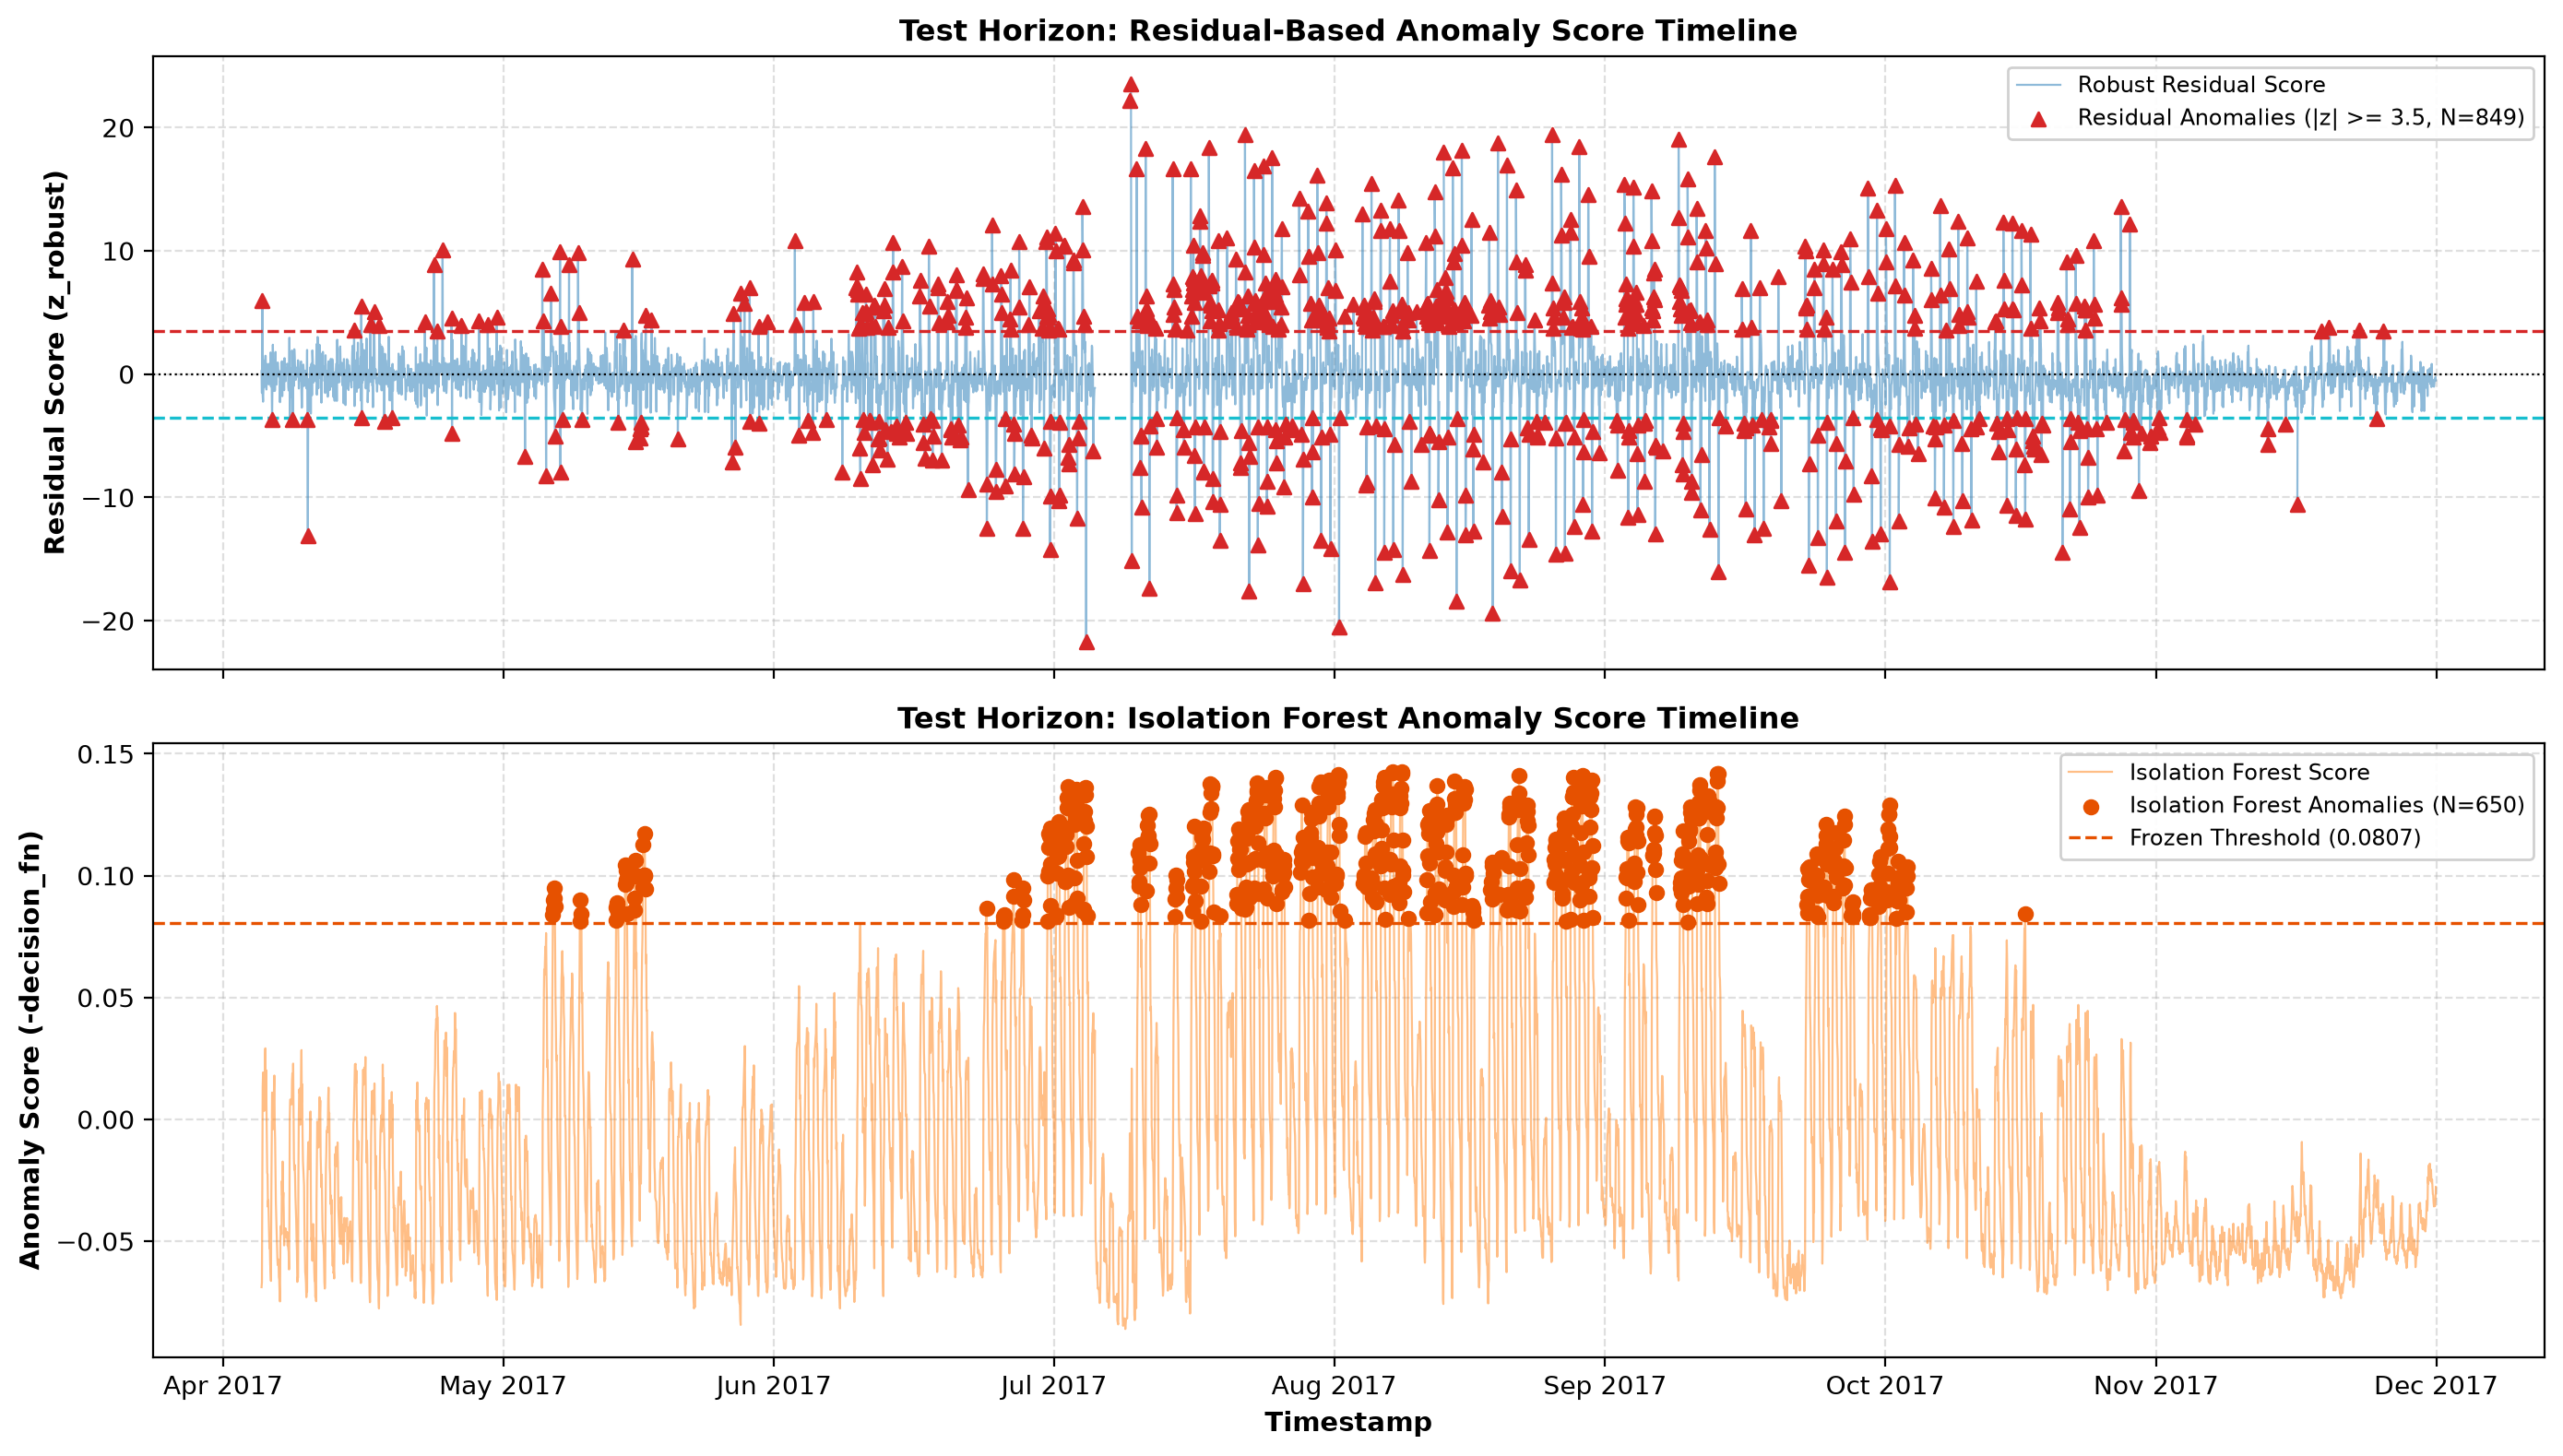 Test Horizon: Residual-Based Anomaly Score Timeline
Robust Residual Score
Residual Anomalies (|z| >= 3.5, N=849)
Residual Score (z_robust)
20
10
0
−10
−20
Test Horizon: Isolation Forest Anomaly Score Timeline
Isolation Forest Score
Isolation Forest Anomalies (N=650)
Frozen Threshold (0.0807)
Anomaly Score (-decision_fn)
0.15
0.10
0.05
0.00
−0.05
Apr 2017 May 2017 Jun 2017 Jul 2017 Aug 2017 Sep 2017 Oct 2017 Nov 2017 Dec 2017
Timestamp